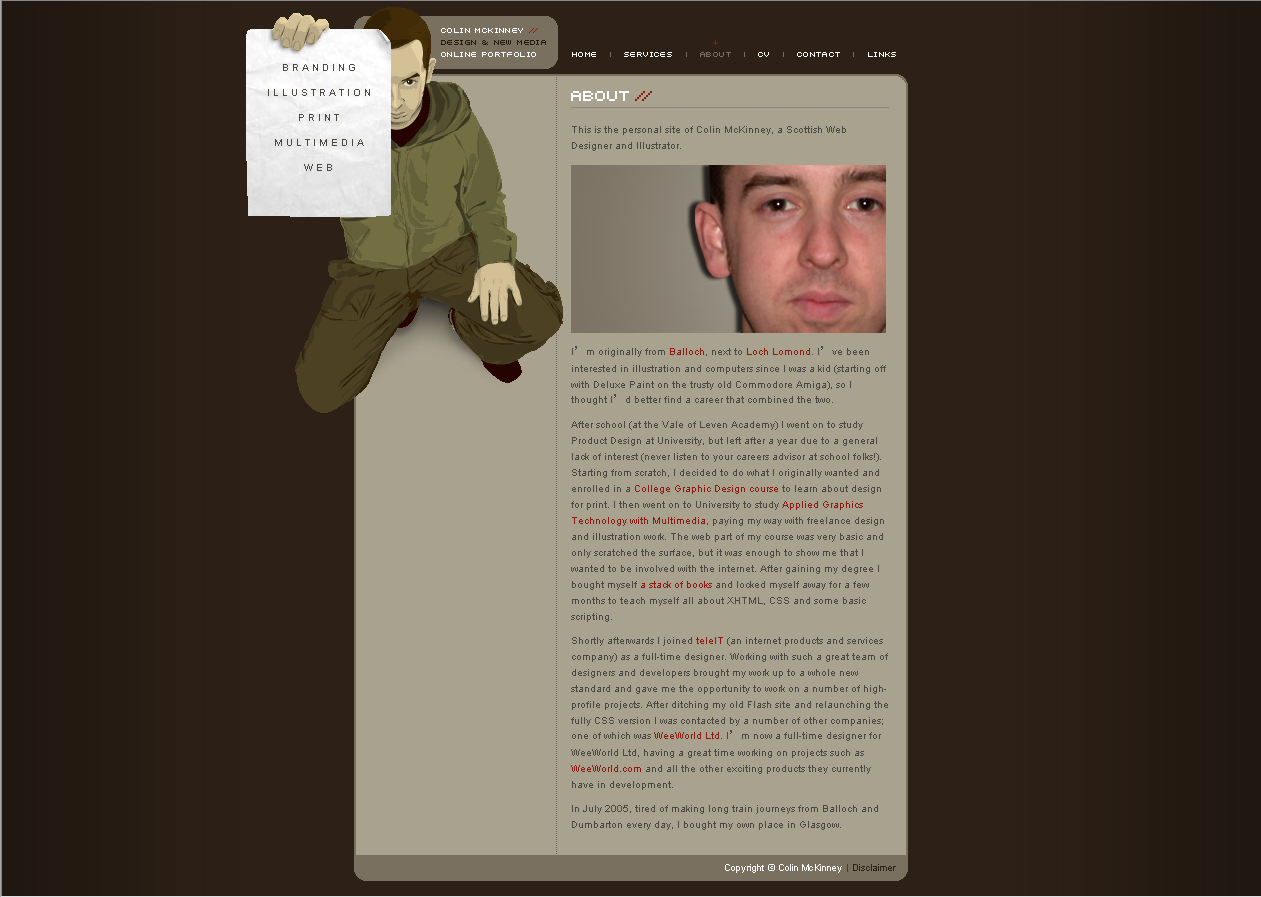 COLIN MCKINNEY //
DESIGN & NEW MEDIA
ONLINE PORTFOLIO
HOME | SERVICES | ABOUT | CV | CONTACT | LINKS
BRANDING
ILLUSTRATION
PRINT
MULTIMEDIA
WEB
ABOUT //
This is the personal site of Colin McKinney, a Scottish Web
Designer and Illustrator.
I’m originally from Balloch, next to Loch Lomond. I’ve been
interested in illustration and computers since I was a kid (starting off
with Deluxe Paint on the trusty old Commodore Amiga), so I
thought I’d better find a career that combined the two.
After school (at the Vale of Leven Academy) I went on to study
Product Design at University, but left after a year due to a general
lack of interest (never listen to your careers advisor at school folks!).
Starting from scratch, I decided to do what I originally wanted and
enrolled in a College Graphic Design course to learn about design
for print. I then went on to University to study Applied Graphics
Technology with Multimedia, paying my way with freelance design
and illustration work. The web part of my course was very basic and
only scratched the surface, but it was enough to show me that I
wanted to be involved with the internet. After gaining my degree I
bought myself a stack of books and locked myself away for a few
months to teach myself all about XHTML, CSS and some basic
scripting.
Shortly afterwards I joined teleIT (an internet products and services
company) as a full-time designer. Working with such a great team of
designers and developers brought my work up to a whole new
standard and gave me the opportunity to work on a number of high-
profile projects. After ditching my old Flash site and relaunching the
fully CSS version I was contacted by a number of other companies;
one of which was WeeWorld Ltd. I’m now a full-time designer for
WeeWorld Ltd, having a great time working on projects such as
WeeWorld.com and all the other exciting products they currently
have in development.
In July 2005, tired of making long train journeys from Balloch and
Dumbarton every day, I bought my own place in Glasgow.
Copyright © Colin McKinney | Disclaimer